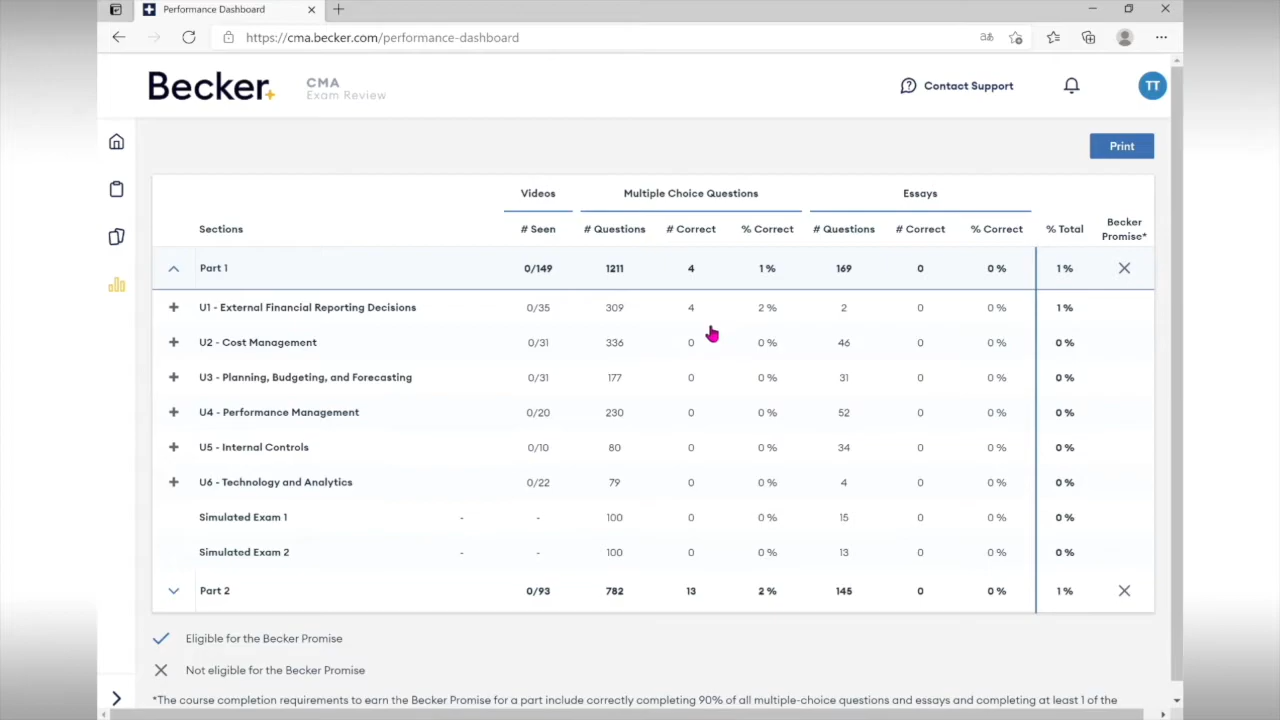 Performance Dashboard
https://cma.becker.com/performance-dashboard
Becker+ CMA Exam Review Contact Support TT
Print
Videos Multiple Choice Questions Essays
Sections # Seen # Questions # Correct % Correct # Questions # Correct % Correct % Total Becker Promise*
Part 1 0/149 1211 4 1 % 169 0 0 % 1 %
U1 - External Financial Reporting Decisions 0/35 309 4 2 % 2 0 0 % 1 %
U2 - Cost Management 0/31 336 0 0 % 46 0 0 % 0 %
U3 - Planning, Budgeting, and Forecasting 0/31 177 0 0 % 31 0 0 % 0 %
U4 - Performance Management 0/20 230 0 0 % 52 0 0 % 0 %
U5 - Internal Controls 0/10 80 0 0 % 34 0 0 % 0 %
U6 - Technology and Analytics 0/22 79 0 0 % 4 0 0 % 0 %
Simulated Exam 1 - - 100 0 0 % 15 0 0 % 0 %
Simulated Exam 2 - - 100 0 0 % 13 0 0 % 0 %
Part 2 0/93 782 13 2 % 145 0 0 % 1 %
Eligible for the Becker Promise
Not eligible for the Becker Promise
*The course completion requirements to earn the Becker Promise for a part include correctly completing 90% of all multiple-choice questions and essays and completing at least 1 of the